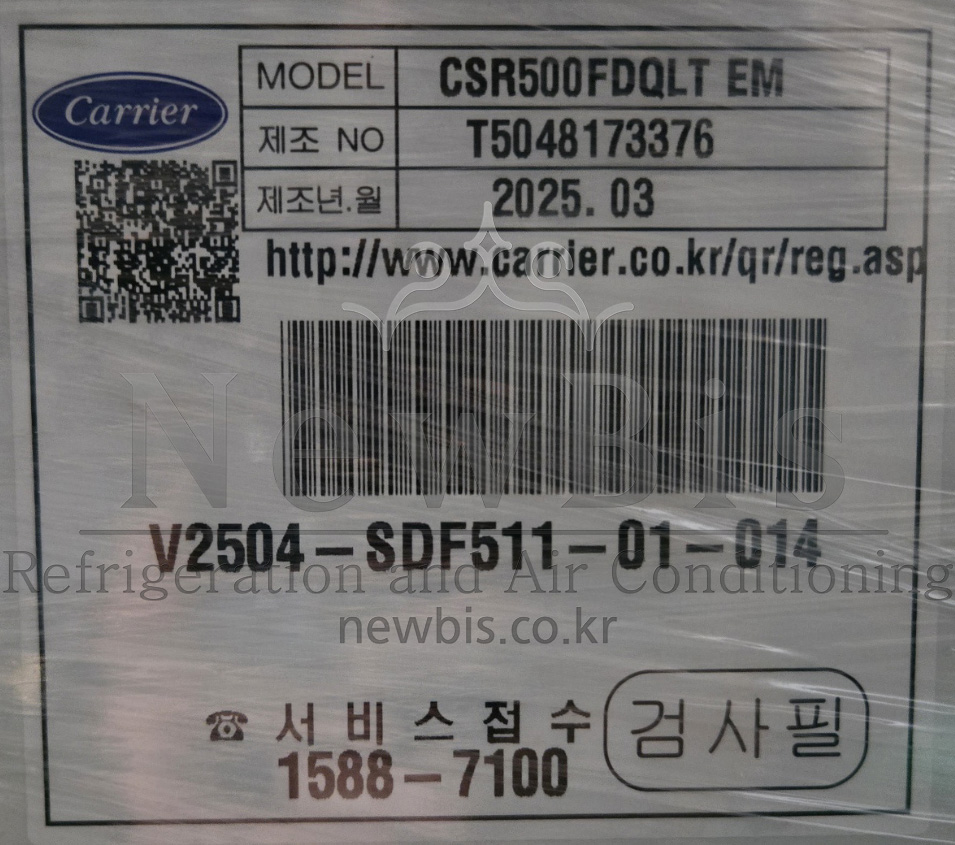 Carrier
MODEL CSR500FDQLT EM
제조 NO T5048173376
제조년.월 2025. 03
http://www.carrier.co.kr/qr/reg.asp
NewBis
V2504-SDF511-01-014
Refrigeration and Air Conditioning
newbis.co.kr
☎ 서비스접수
1588-7100
검사필